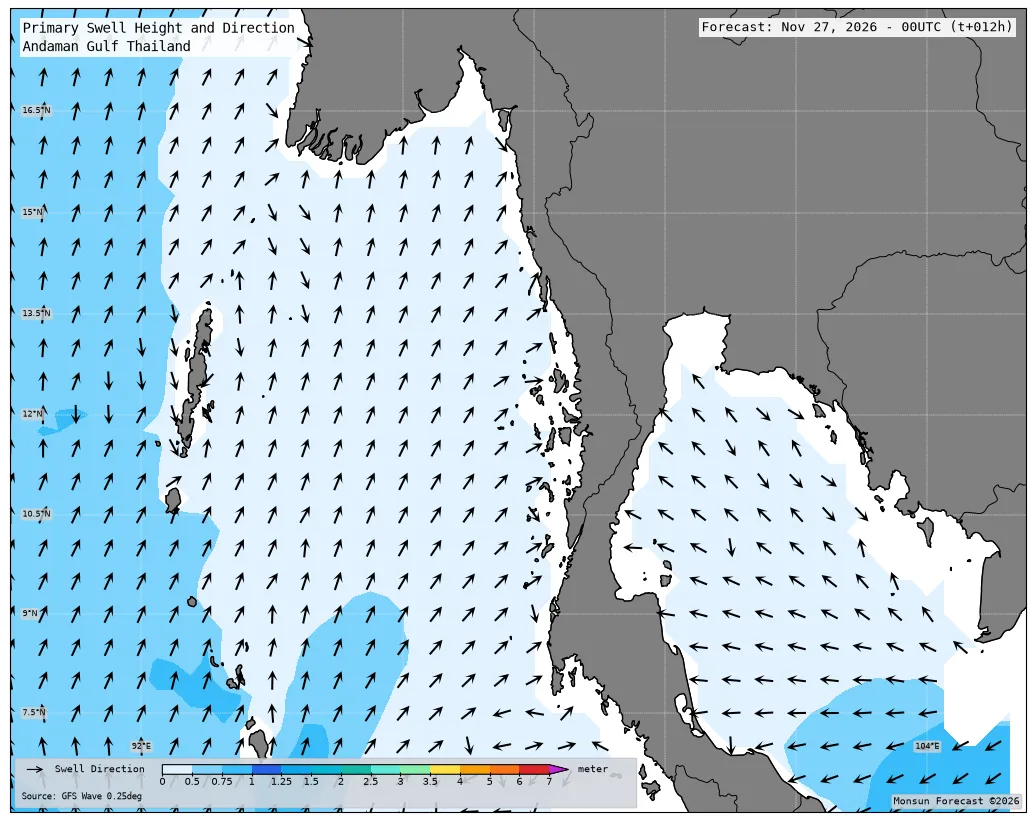 Primary Swell Height and Direction
Andaman Gulf Thailand
Forecast: Nov 27, 2026 - 00UTC (t+012h)
16.5°N
15°N
13.5°N
12°N
10.5°N
9°N
7.5°N
92°E
104°E
Swell Direction
0 0.5 0.75 1 1.25 1.5 2 2.5 3 3.5 4 5 6 7
meter
Source: GFS Wave 0.25deg
Monsun Forecast ©2026